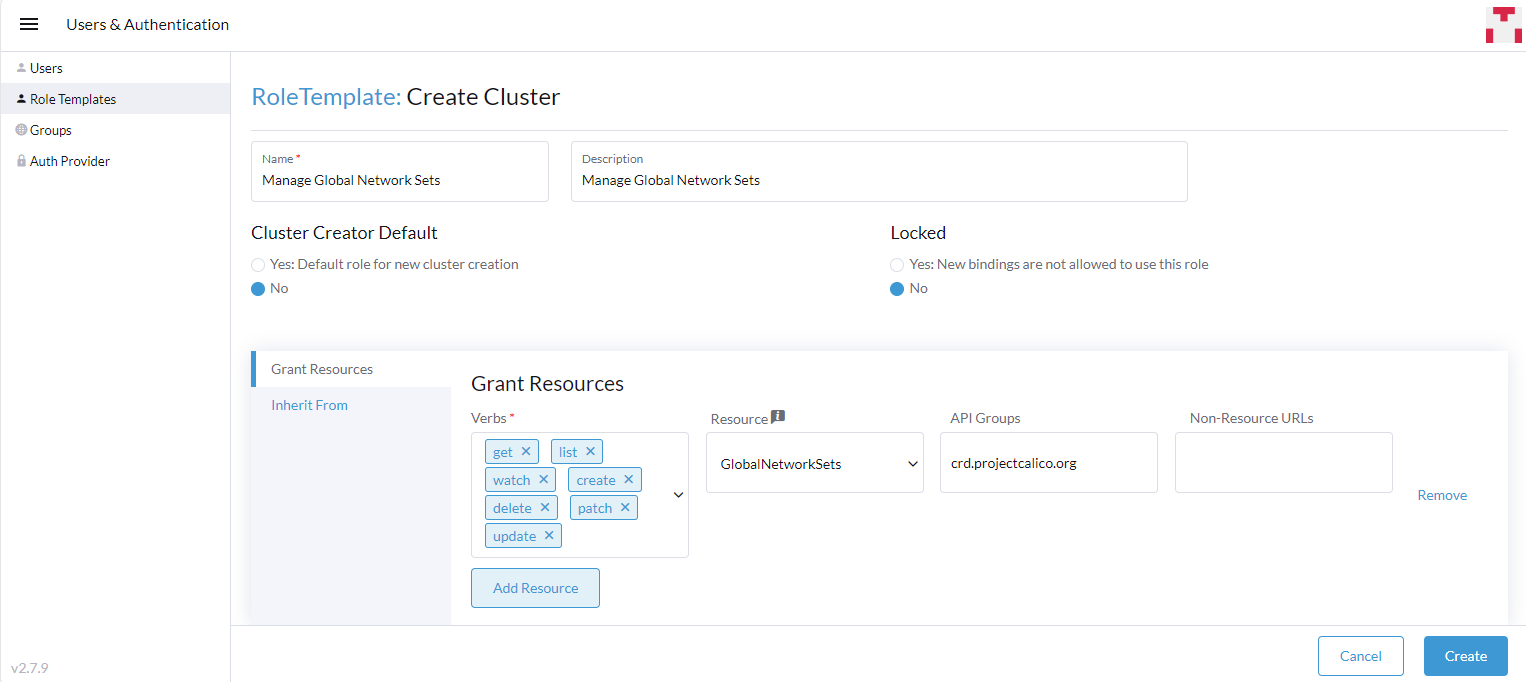 Users & Authentication
Users
Role Templates
Groups
Auth Provider
v2.7.9
RoleTemplate: Create Cluster
Name *
Manage Global Network Sets
Description
Manage Global Network Sets
Cluster Creator Default
Yes: Default role for new cluster creation
No
Locked
Yes: New bindings are not allowed to use this role
No
Grant Resources
Inherit From
Grant Resources
Verbs *
get ✕ list ✕
watch ✕ create ✕
delete ✕ patch ✕
update ✕
Resource
GlobalNetworkSets
API Groups
crd.projectcalico.org
Non-Resource URLs
Remove
Add Resource
Cancel
Create